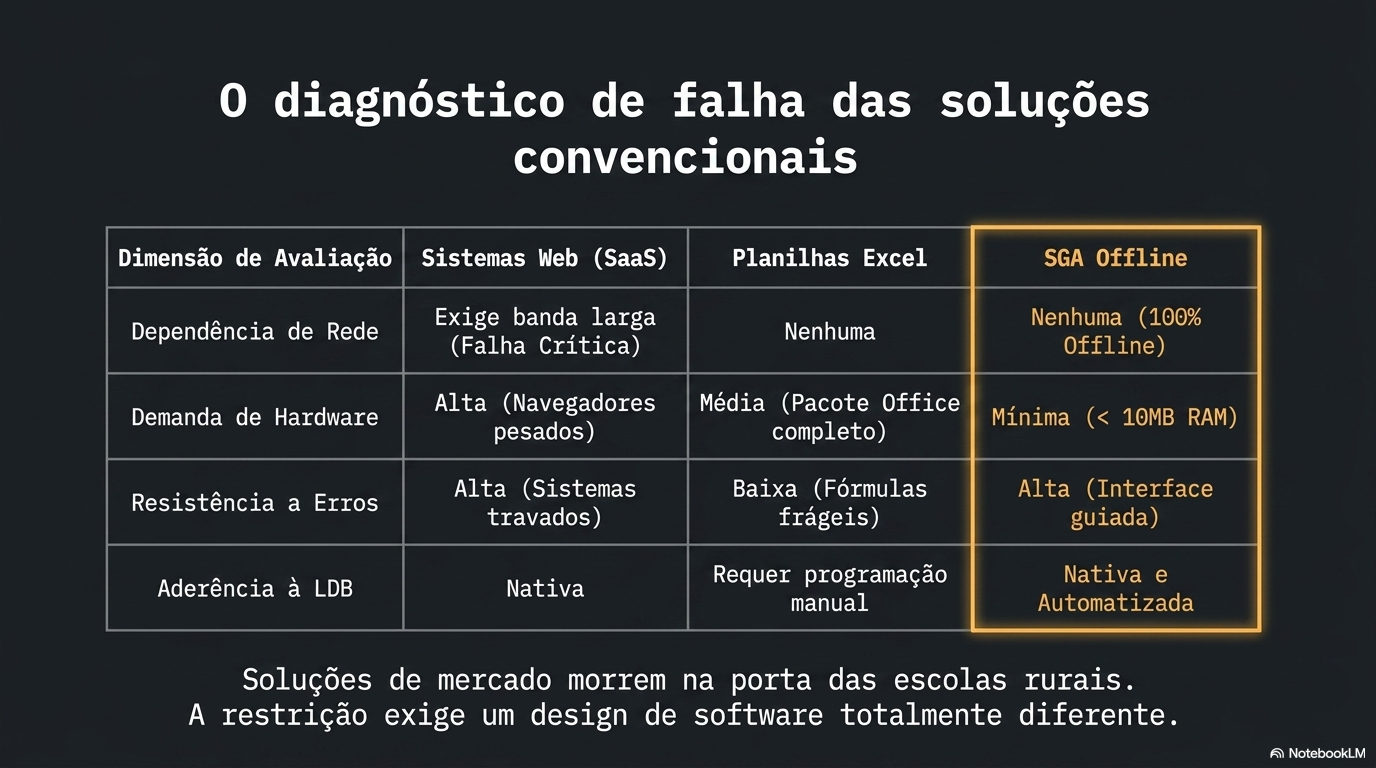 O diagnóstico de falha das soluções
convencionais
Dimensão de Avaliação
Sistemas Web (SaaS)
Planilhas Excel
SGA Offline
Dependência de Rede
Exige banda larga
(Falha Crítica)
Nenhuma
Nenhuma (100%
Offline)
Demanda de Hardware
Alta (Navegadores
pesados)
Média (Pacote Office
completo)
Mínima (< 10MB RAM)
Resistência a Erros
Alta (Sistemas
travados)
Baixa (Fórmulas
frágeis)
Alta (Interface
guiada)
Aderência à LDB
Nativa
Requer programação
manual
Nativa e
Automatizada
Soluções de mercado morrem na porta das escolas rurais.
A restrição exige um design de software totalmente diferente.
NotebookLM